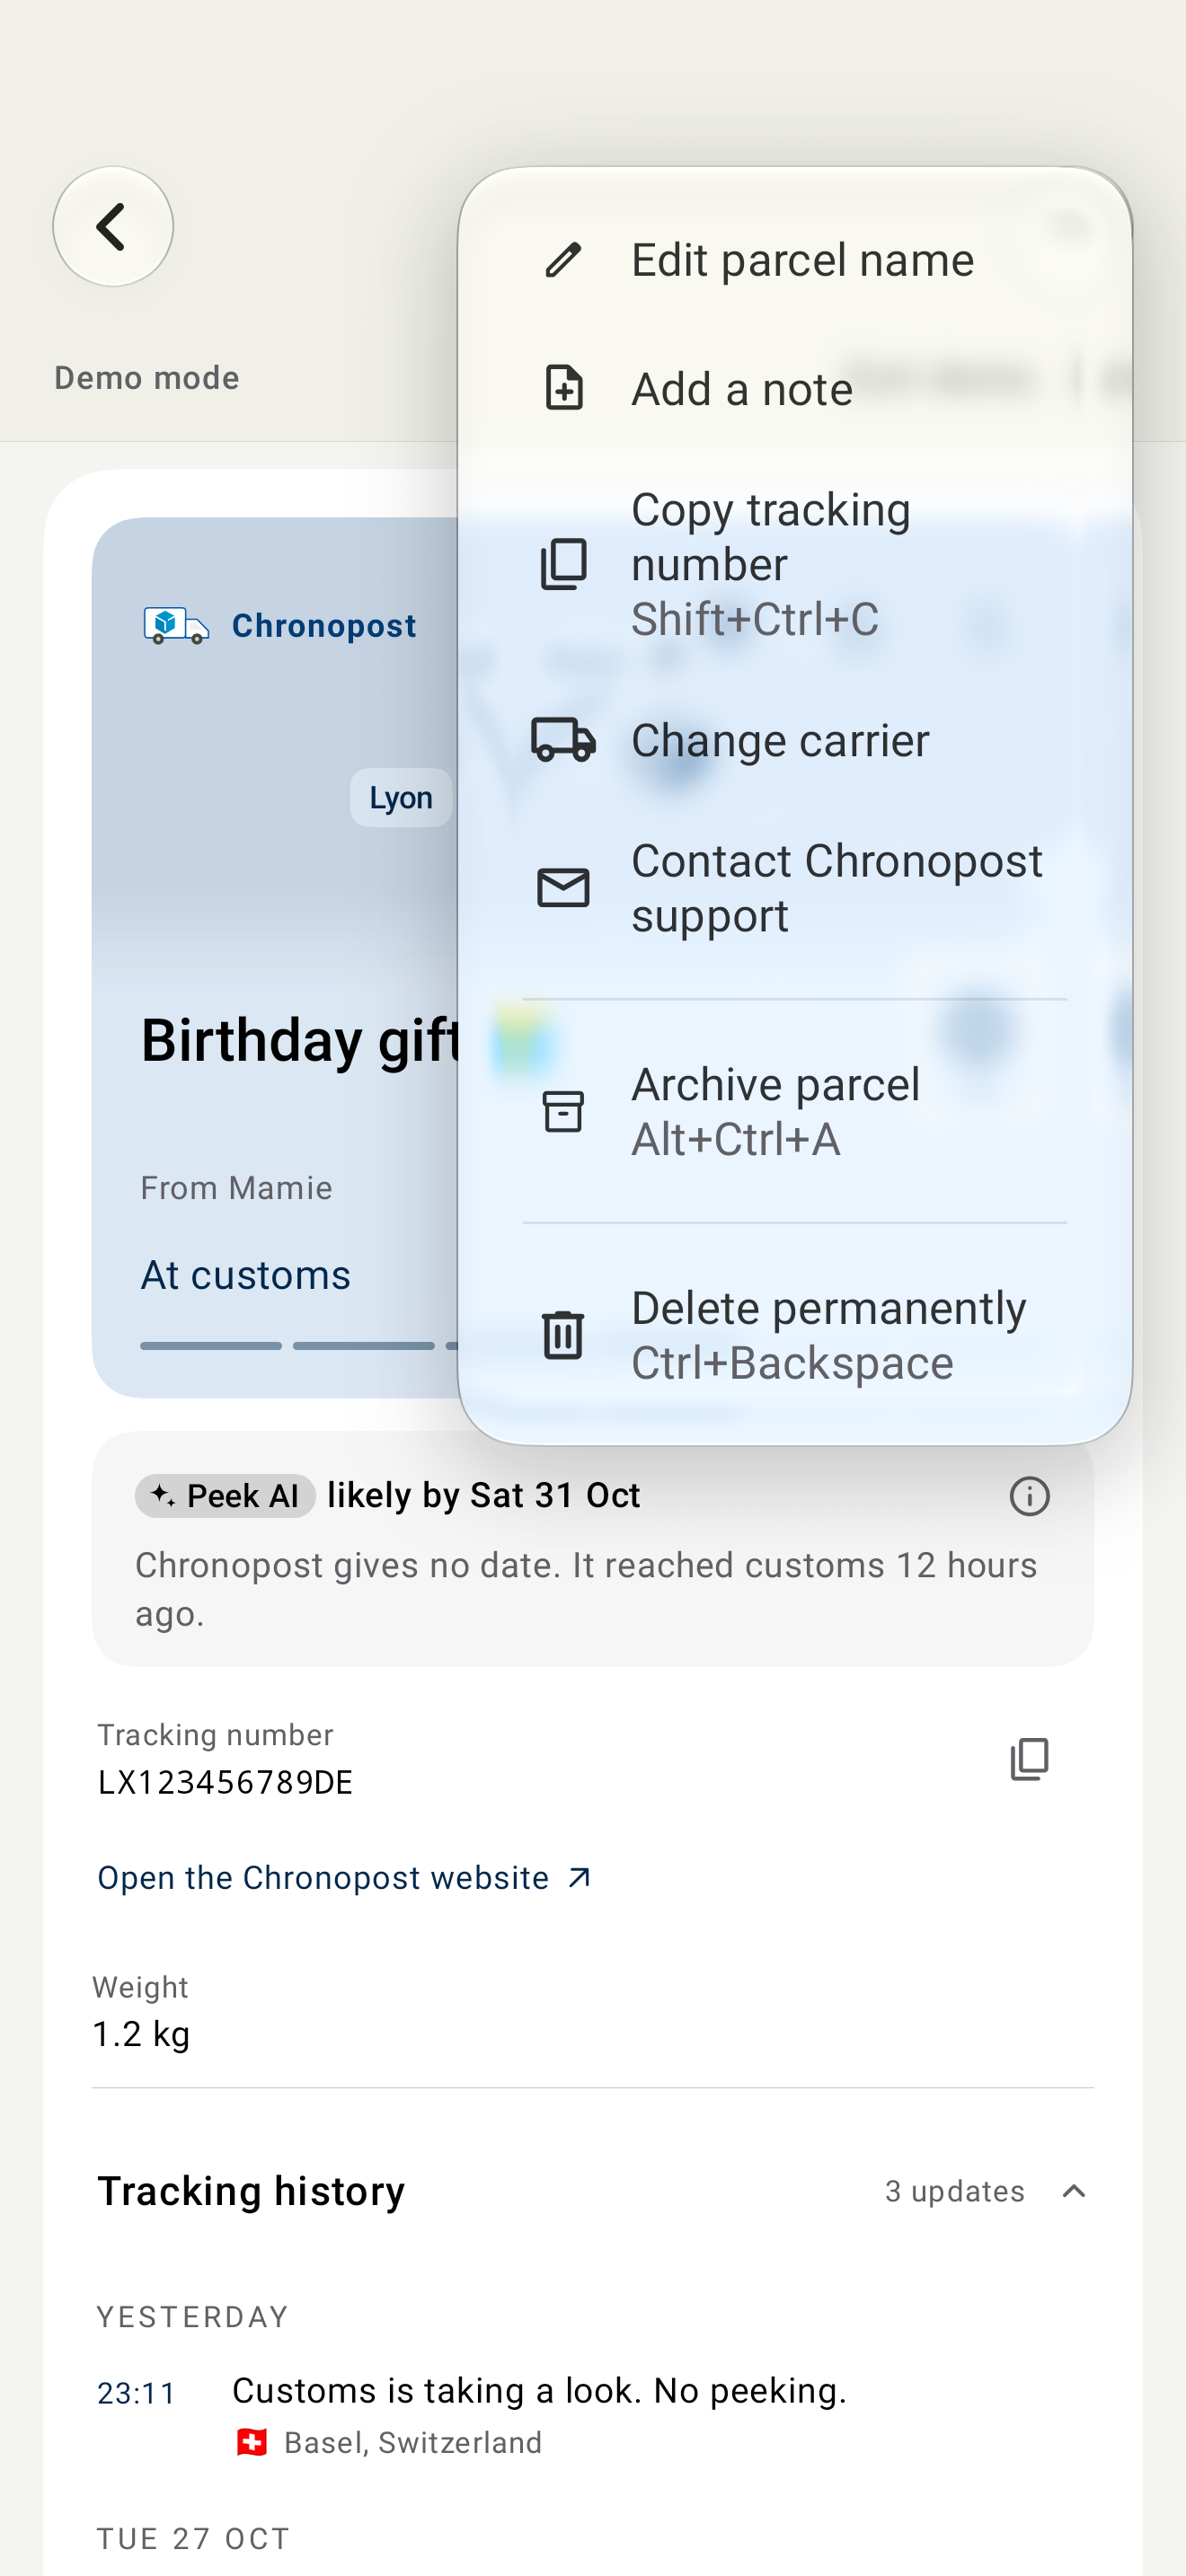 Demo mode
Edit parcel name
Add a note
Copy tracking
number
Shift+Ctrl+C
Change carrier
Contact Chronopost
support
Archive parcel
Alt+Ctrl+A
Delete permanently
Ctrl+Backspace
Chronopost
Lyon
Birthday gift
From Mamie
At customs
Peek AI likely by Sat 31 Oct
Chronopost gives no date. It reached customs 12 hours
ago.
Tracking number
LX123456789DE
Open the Chronopost website
Weight
1.2 kg
Tracking history
3 updates
YESTERDAY
23:11 Customs is taking a look. No peeking.
Basel, Switzerland
TUE 27 OCT